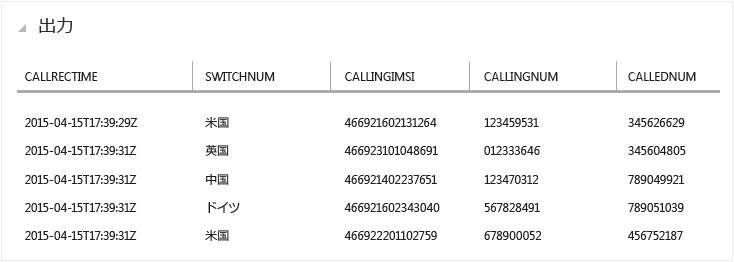 出力
CALLRECTIME SWITCHNUM CALLINGIMSI CALLINGNUM CALLEDNUM
2015-04-15T17:39:29Z 米国 466921602131264 123459531 345626629
2015-04-15T17:39:31Z 英国 466923101048691 012333646 345604805
2015-04-15T17:39:31Z 中国 466921402237651 123470312 789049921
2015-04-15T17:39:31Z ドイツ 466921602343040 567828491 789051039
2015-04-15T17:39:31Z 米国 466922201102759 678900052 456752187